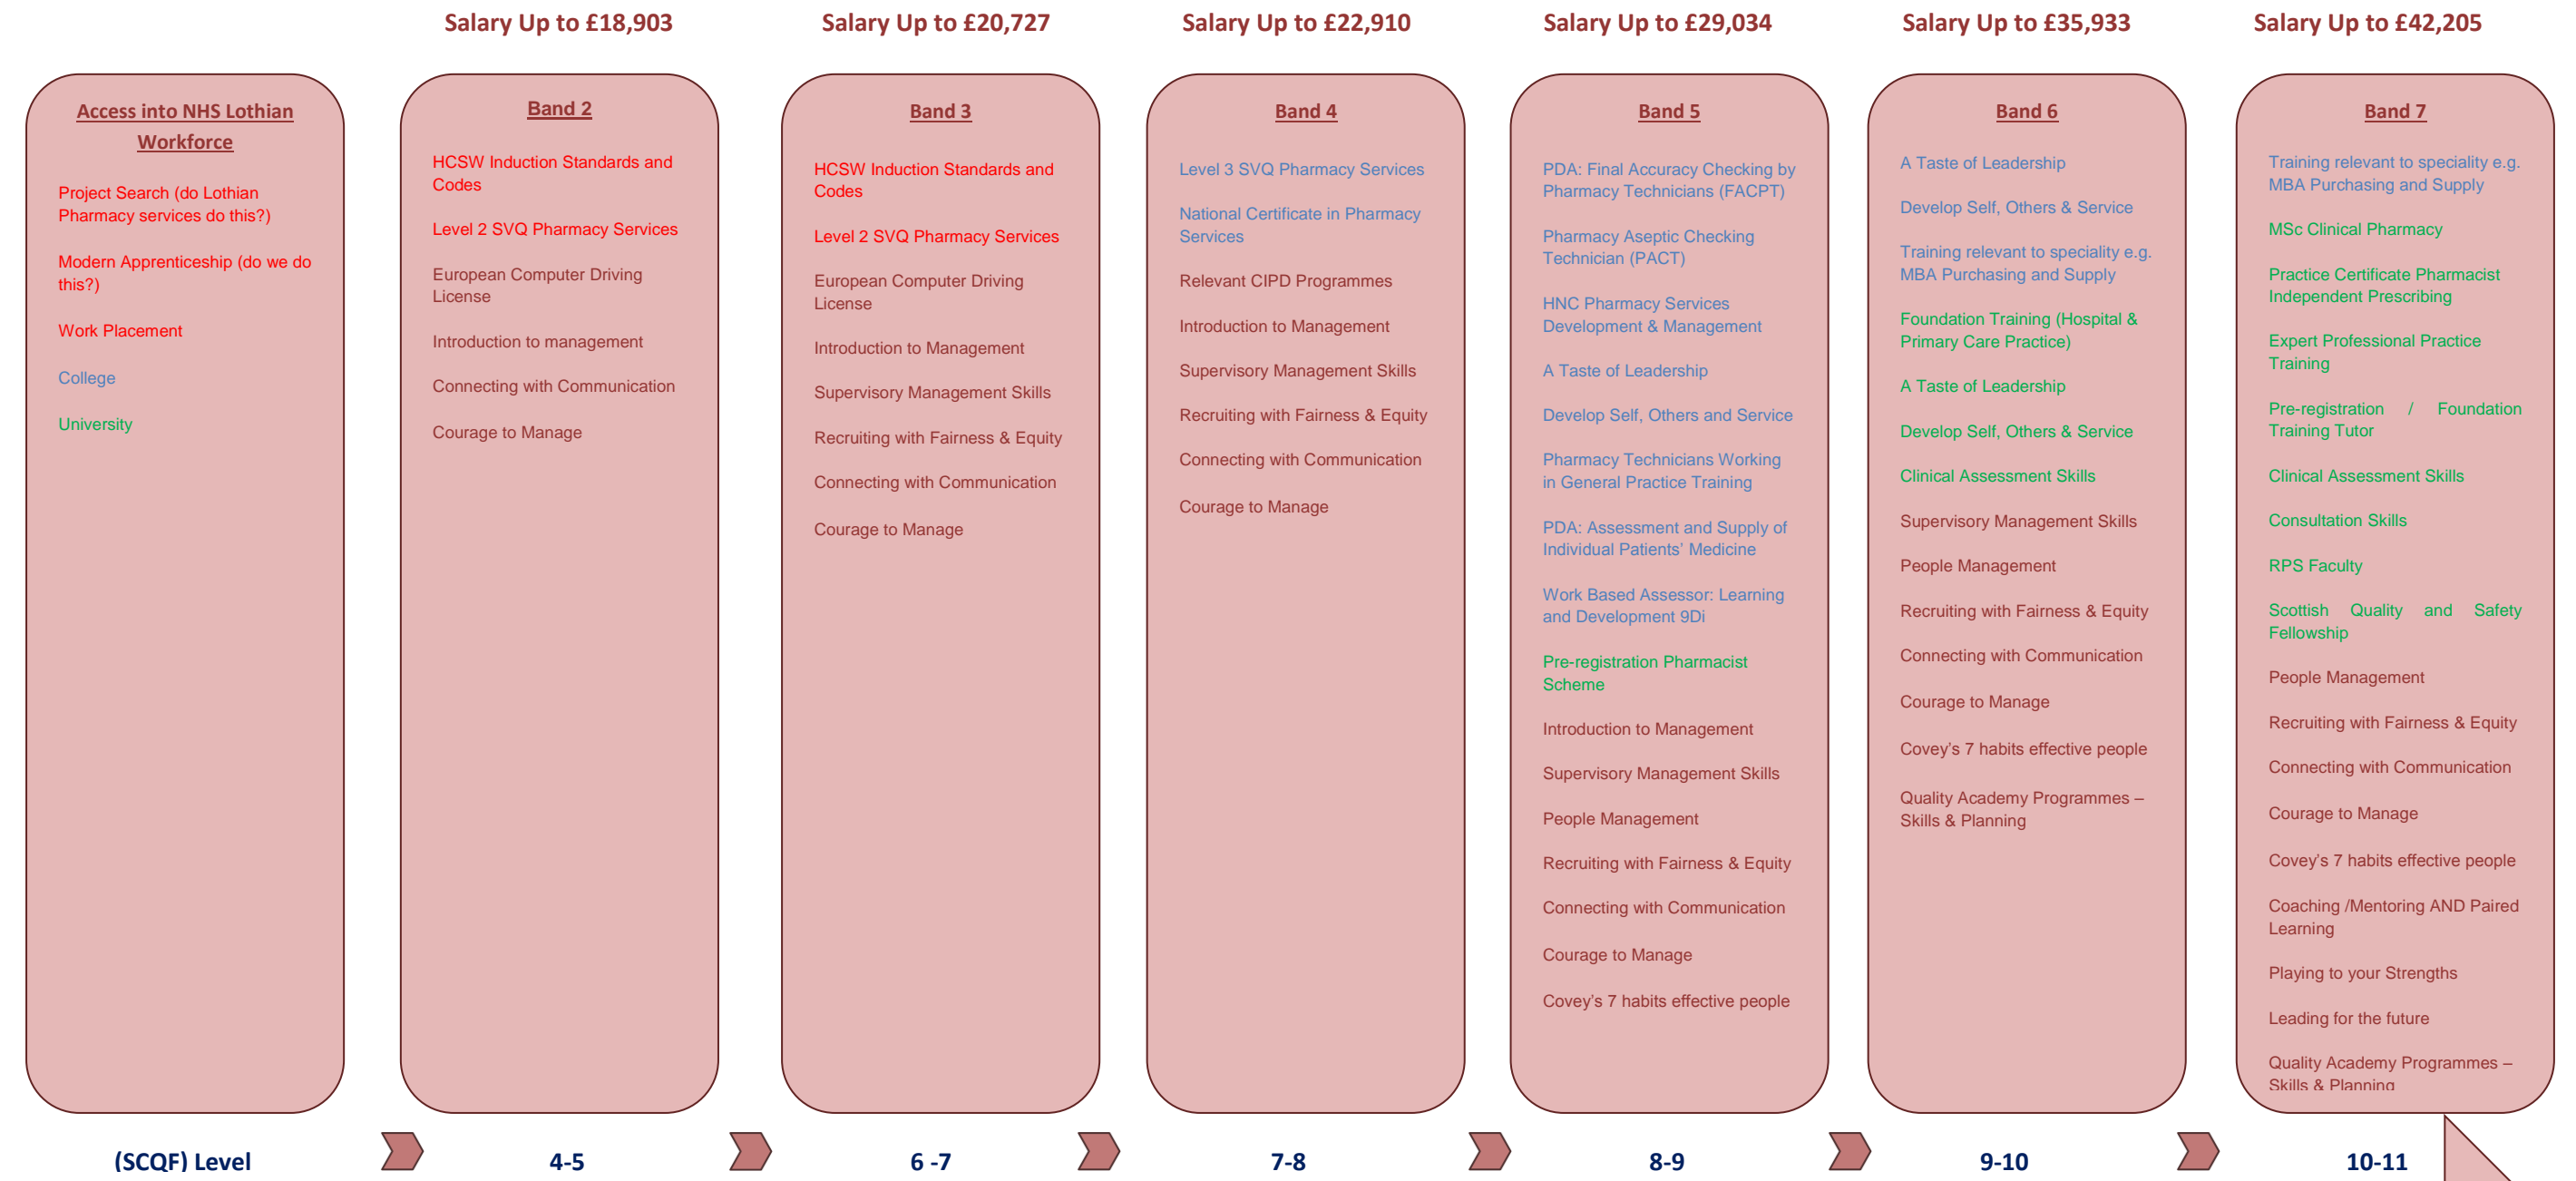 Salary Up to £18,903
Salary Up to £20,727
Salary Up to £22,910
Salary Up to £29,034
Salary Up to £35,933
Salary Up to £42,205
Access into NHS Lothian
Workforce
Project Search (do Lothian
Pharmacy services do this?)
Modern Apprenticeship (do we do
this?)
Work Placement
College
University
Band 2
HCSW Induction Standards and
Codes
Level 2 SVQ Pharmacy Services
European Computer Driving
License
Introduction to management
Connecting with Communication
Courage to Manage
Band 3
HCSW Induction Standards and
Codes
Level 2 SVQ Pharmacy Services
European Computer Driving
License
Introduction to Management
Supervisory Management Skills
Recruiting with Fairness & Equity
Connecting with Communication
Courage to Manage
Band 4
Level 3 SVQ Pharmacy Services
National Certificate in Pharmacy
Services
Relevant CIPD Programmes
Introduction to Management
Supervisory Management Skills
Recruiting with Fairness & Equity
Connecting with Communication
Courage to Manage
Band 5
PDA: Final Accuracy Checking by
Pharmacy Technicians (FACPT)
Pharmacy Aseptic Checking
Technician (PACT)
HNC Pharmacy Services
Development & Management
A Taste of Leadership
Develop Self, Others and Service
Pharmacy Technicians Working
in General Practice Training
PDA: Assessment and Supply of
Individual Patients’ Medicine
Work Based Assessor: Learning
and Development 9Di
Pre-registration Pharmacist
Scheme
Introduction to Management
Supervisory Management Skills
People Management
Recruiting with Fairness & Equity
Connecting with Communication
Courage to Manage
Covey’s 7 habits effective people
Band 6
A Taste of Leadership
Develop Self, Others & Service
Training relevant to speciality e.g.
MBA Purchasing and Supply
Foundation Training (Hospital &
Primary Care Practice)
A Taste of Leadership
Develop Self, Others & Service
Clinical Assessment Skills
Supervisory Management Skills
People Management
Recruiting with Fairness & Equity
Connecting with Communication
Courage to Manage
Covey’s 7 habits effective people
Quality Academy Programmes –
Skills & Planning
Band 7
Training relevant to speciality e.g.
MBA Purchasing and Supply
MSc Clinical Pharmacy
Practice Certificate Pharmacist
Independent Prescribing
Expert Professional Practice
Training
Pre-registration / Foundation
Training Tutor
Clinical Assessment Skills
Consultation Skills
RPS Faculty
Scottish Quality and Safety
Fellowship
People Management
Recruiting with Fairness & Equity
Connecting with Communication
Courage to Manage
Covey’s 7 habits effective people
Coaching /Mentoring AND Paired
Learning
Playing to your Strengths
Leading for the future
Quality Academy Programmes –
Skills & Planning
(SCQF) Level
4-5
6 -7
7-8
8-9
9-10
10-11